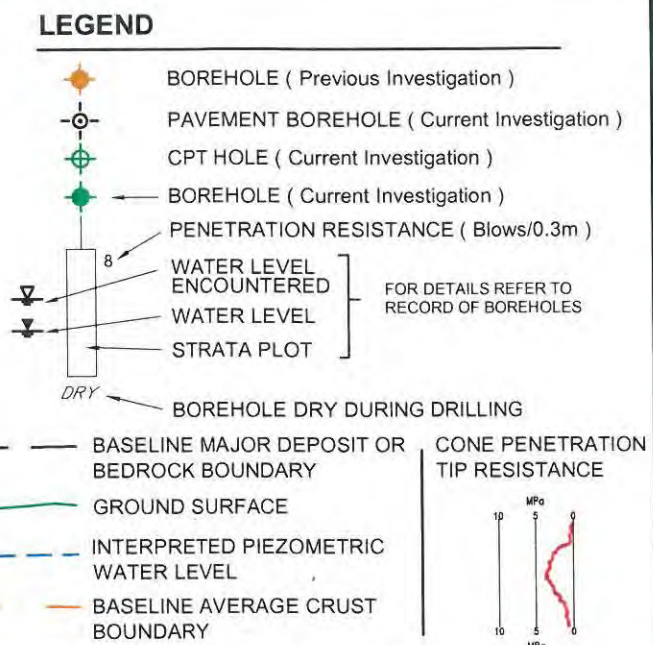 LEGEND
BOREHOLE ( Previous Investigation )
PAVEMENT BOREHOLE ( Current Investigation )
CPT HOLE ( Current Investigation )
BOREHOLE ( Current Investigation )
PENETRATION RESISTANCE ( Blows/0.3m )
8
WATER LEVEL
ENCOUNTERED
WATER LEVEL
STRATA PLOT
FOR DETAILS REFER TO
RECORD OF BOREHOLES
DRY
BOREHOLE DRY DURING DRILLING
BASELINE MAJOR DEPOSIT OR
BEDROCK BOUNDARY
GROUND SURFACE
INTERPRETED PIEZOMETRIC
WATER LEVEL
BASELINE AVERAGE CRUST
BOUNDARY
CONE PENETRATION
TIP RESISTANCE
MPa
10 5 0
10 5 0
MPa